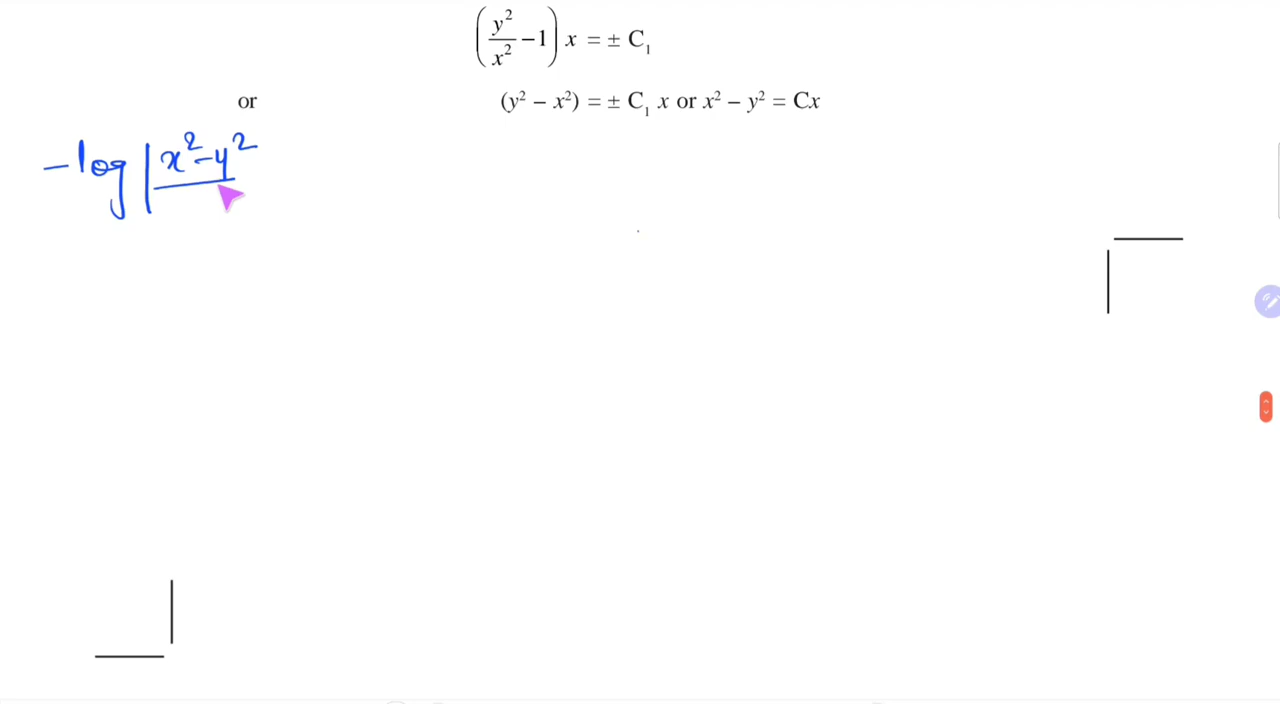 (y²/x² − 1) x = ± C₁
or (y² − x²) = ± C₁ x or x² − y² = Cx
−log |x²−y²